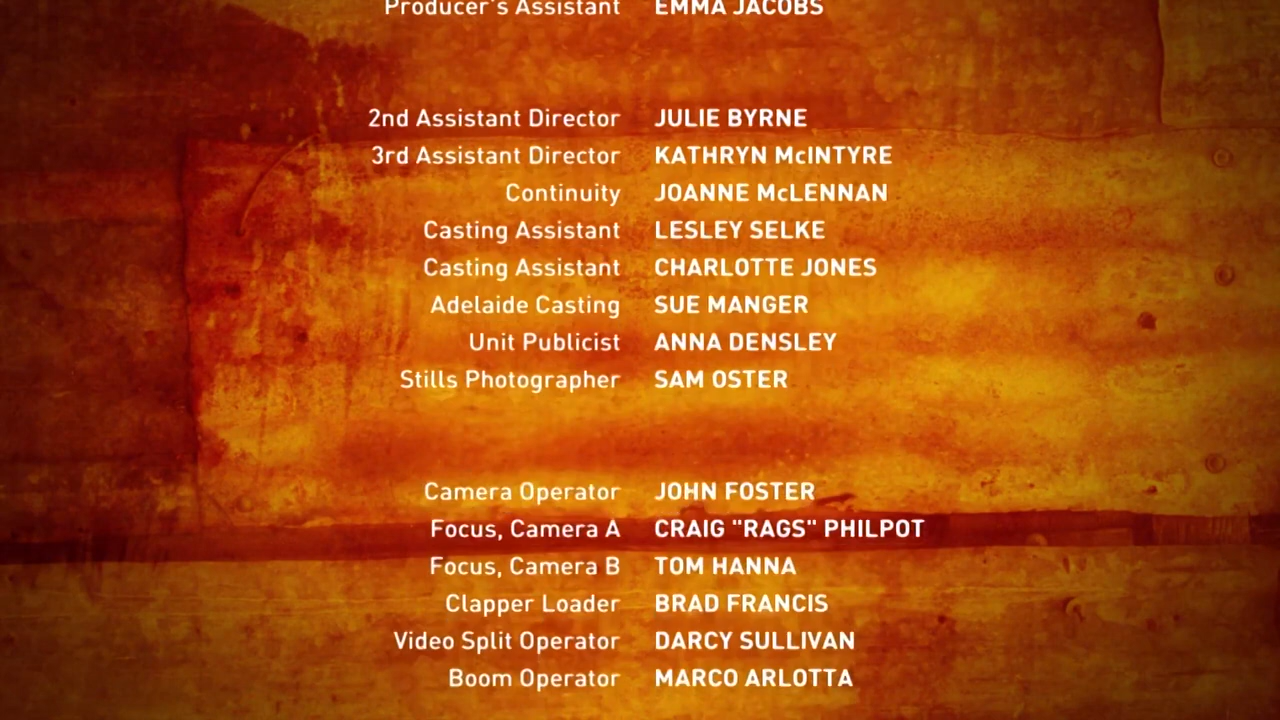 Producer's Assistant EMMA JACOBS
2nd Assistant Director JULIE BYRNE
3rd Assistant Director KATHRYN McINTYRE
Continuity JOANNE McLENNAN
Casting Assistant LESLEY SELKE
Casting Assistant CHARLOTTE JONES
Adelaide Casting SUE MANGER
Unit Publicist ANNA DENSLEY
Stills Photographer SAM OSTER
Camera Operator JOHN FOSTER
Focus, Camera A CRAIG "RAGS" PHILPOT
Focus, Camera B TOM HANNA
Clapper Loader BRAD FRANCIS
Video Split Operator DARCY SULLIVAN
Boom Operator MARCO ARLOTTA